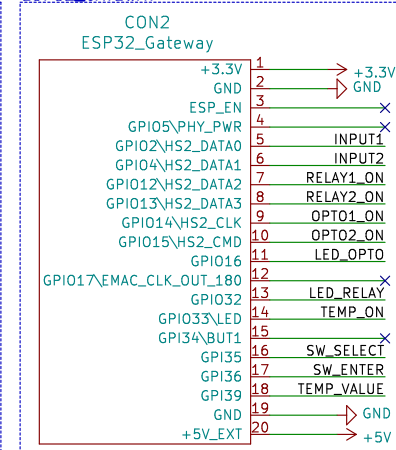 CON2
ESP32_Gateway
+3.3V 1 +3.3V
GND 2 GND
ESP_EN 3
GPIO5\PHY_PWR 4
GPIO2\HS2_DATA0 5 INPUT1
GPIO4\HS2_DATA1 6 INPUT2
GPIO12\HS2_DATA2 7 RELAY1_ON
GPIO13\HS2_DATA3 8 RELAY2_ON
GPIO14\HS2_CLK 9 OPTO1_ON
GPIO15\HS2_CMD 10 OPTO2_ON
GPIO16 11 LED_OPTO
GPIO17\EMAC_CLK_OUT_180 12
GPIO32 13 LED_RELAY
GPIO33\LED 14 TEMP_ON
GPI34\BUT1 15
GPI35 16 SW_SELECT
GPI36 17 SW_ENTER
GPI39 18 TEMP_VALUE
GND 19 GND
+5V_EXT 20 +5V